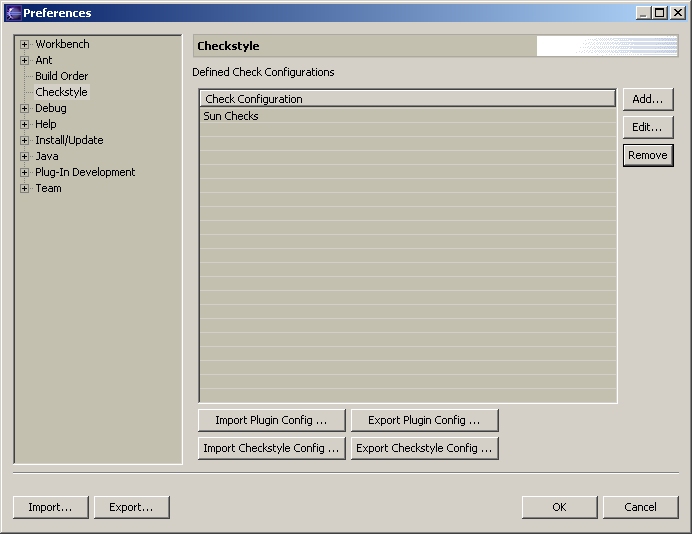 Preferences
Workbench
Ant
Build Order
Checkstyle
Debug
Help
Install/Update
Java
Plug-In Development
Team
Checkstyle
Defined Check Configurations
Check Configuration
Sun Checks
Add...
Edit...
Remove
Import Plugin Config ...
Export Plugin Config ...
Import Checkstyle Config ...
Export Checkstyle Config ...
Import...
Export...
OK
Cancel